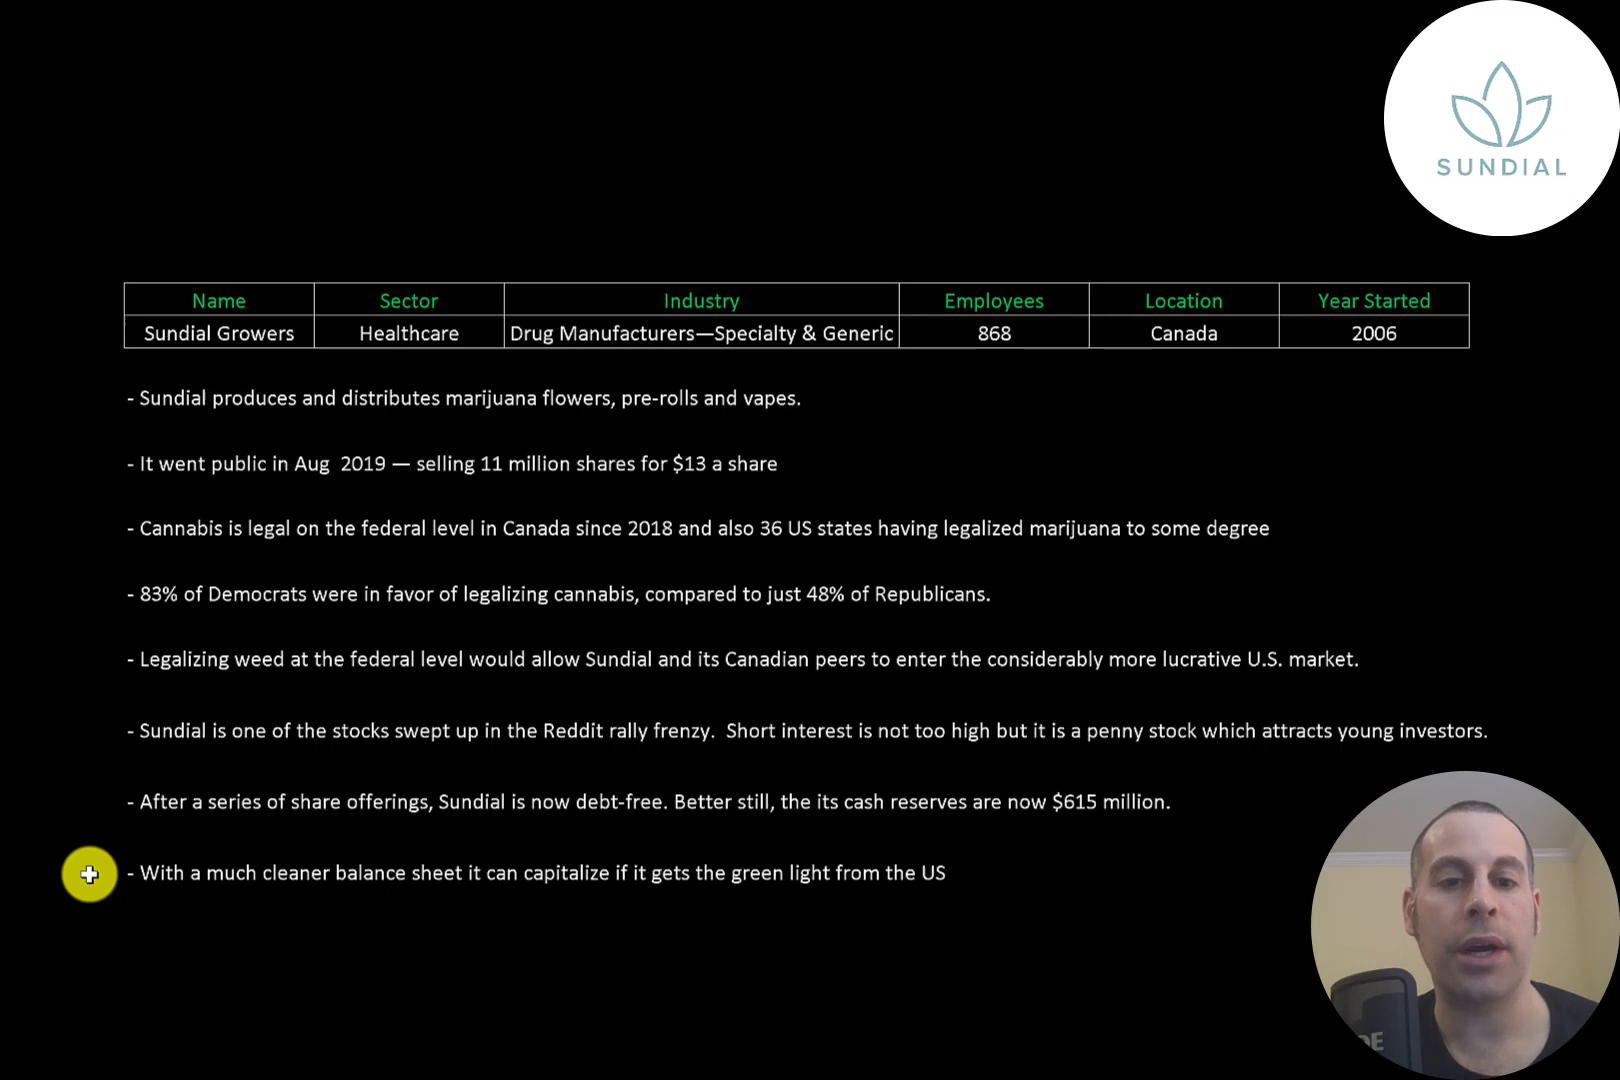 SUNDIAL
Name Sector Industry Employees Location Year Started
Sundial Growers Healthcare Drug Manufacturers—Specialty & Generic 868 Canada 2006
- Sundial produces and distributes marijuana flowers, pre-rolls and vapes.
- It went public in Aug  2019 — selling 11 million shares for $13 a share
- Cannabis is legal on the federal level in Canada since 2018 and also 36 US states having legalized marijuana to some degree
- 83% of Democrats were in favor of legalizing cannabis, compared to just 48% of Republicans.
- Legalizing weed at the federal level would allow Sundial and its Canadian peers to enter the considerably more lucrative U.S. market.
- Sundial is one of the stocks swept up in the Reddit rally frenzy.  Short interest is not too high but it is a penny stock which attracts young investors.
- After a series of share offerings, Sundial is now debt-free. Better still, the its cash reserves are now $615 million.
- With a much cleaner balance sheet it can capitalize if it gets the green light from the US